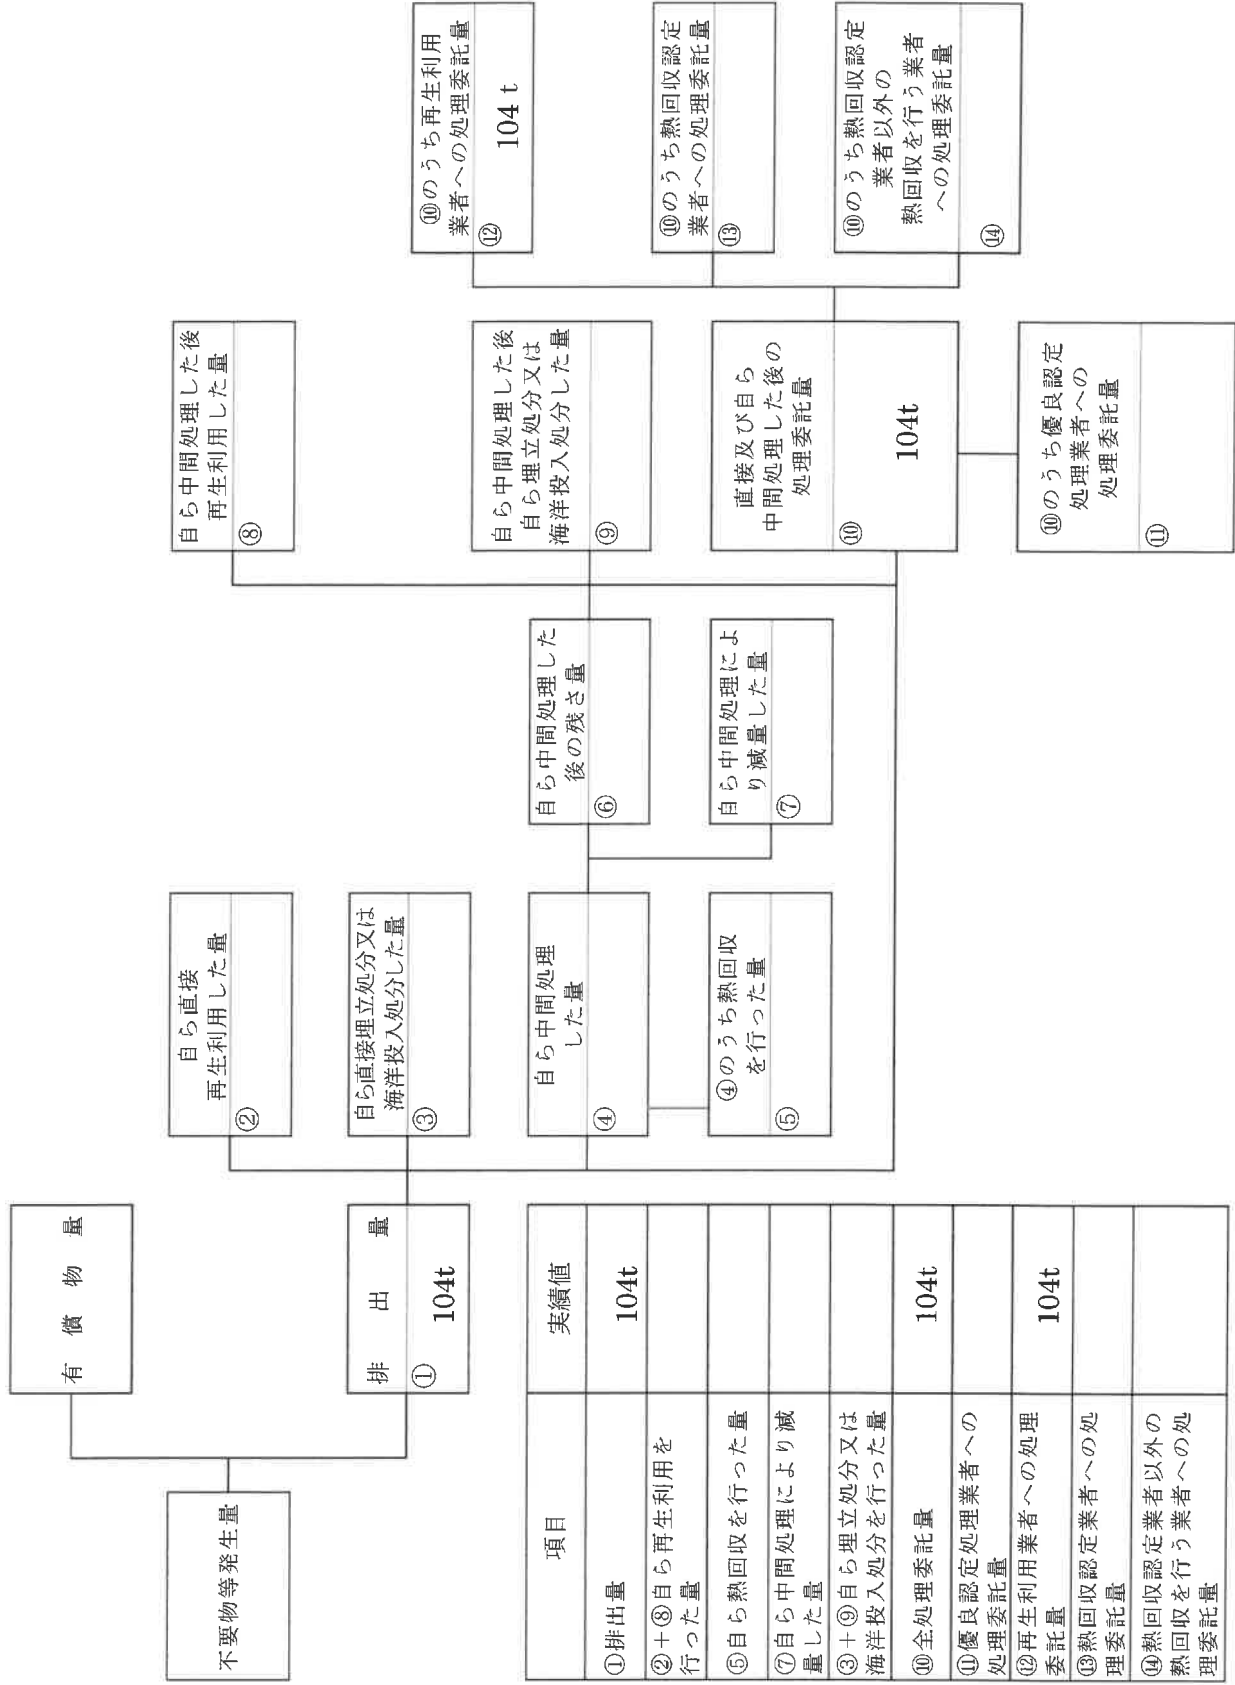 不要物等発生量
有償物量
排出量
① 104t
自ら直接
再生利用した量
②
自ら直接埋立処分又は
海洋投入処分した量
③
自ら中間処理
した量
④
④のうち熱回収
を行った量
⑤
自ら中間処理した
後の残さ量
⑥
自ら中間処理によ
り減量した量
⑦
自ら中間処理した後
再生利用した量
⑧
自ら中間処理した後
自ら埋立処分又は
海洋投入処分した量
⑨
直接及び自ら
中間処理した後の
処理委託量
⑩ 104t
⑩のうち優良認定
処理業者への
処理委託量
⑪
⑩のうち再生利用
業者への処理委託量
⑫ 104 t
⑩のうち熱回収認定
業者への処理委託量
⑬
⑩のうち熱回収認定
業者以外の
熱回収を行う業者
への処理委託量
⑭
項目 実績値
①排出量 104t
②+⑧自ら再生利用を
行った量
⑤自ら熱回収を行った量
⑦自ら中間処理により減
量した量
③+⑨自ら埋立処分又は
海洋投入処分を行った量
⑩全処理委託量 104t
⑪優良認定処理業者への
処理委託量
⑫再生利用業者への処理
委託量 104t
⑬熱回収認定業者への処
理委託量
⑭熱回収認定業者以外の
熱回収を行う業者への処
理委託量